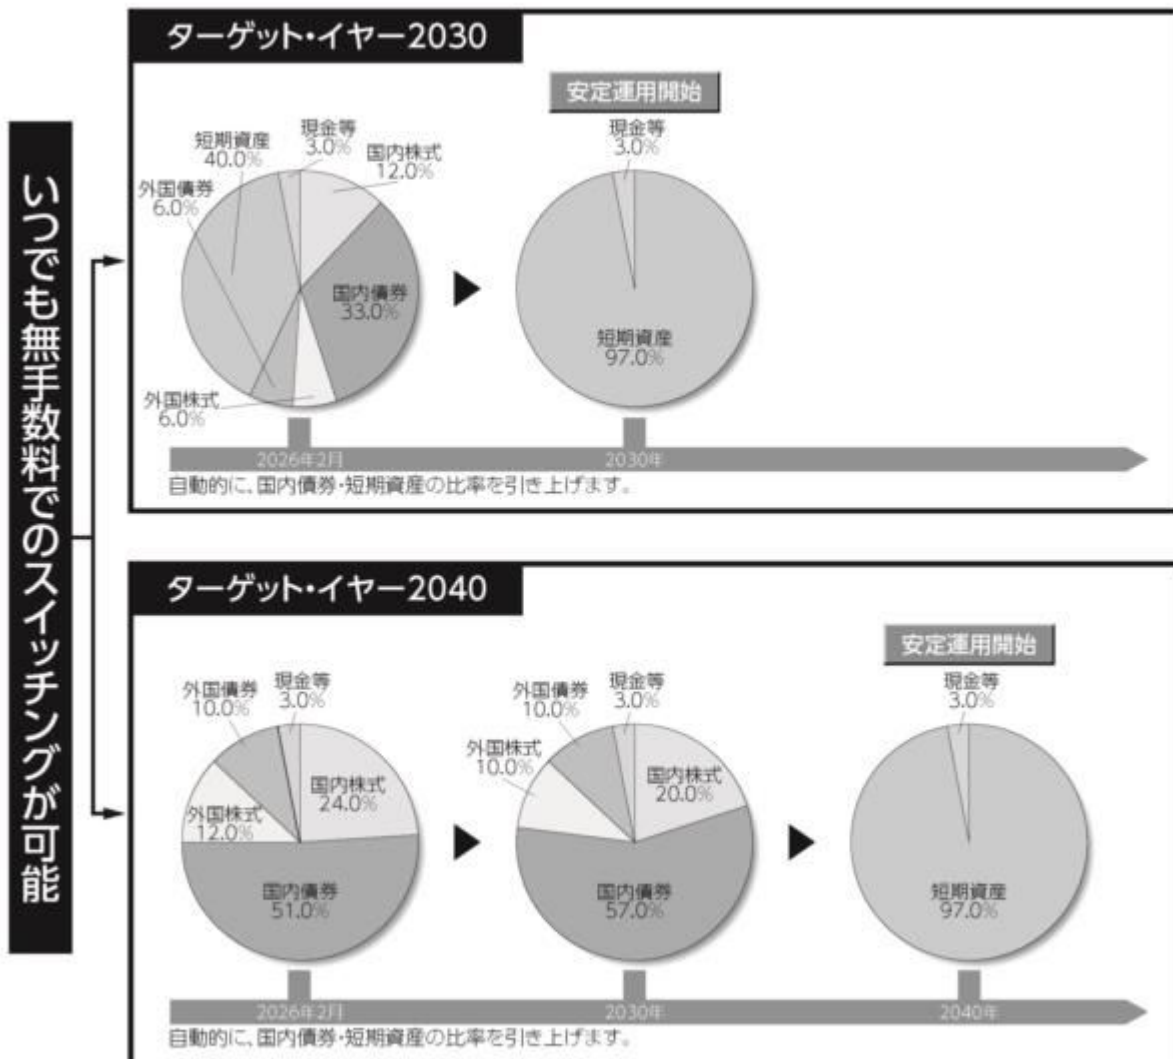 いつでも無手数料でのスイッチングが可能
ターゲット・イヤー2030
安定運用開始
短期資産
40.0%
現金等
3.0%
国内株式
12.0%
外国債券
6.0%
国内債券
33.0%
外国株式
6.0%
現金等
3.0%
短期資産
97.0%
2026年2月
2030年
自動的に、国内債券・短期資産の比率を引き上げます。
ターゲット・イヤー2040
安定運用開始
外国債券
10.0%
現金等
3.0%
国内株式
24.0%
外国株式
12.0%
国内債券
51.0%
外国債券
10.0%
現金等
3.0%
外国株式
10.0%
国内株式
20.0%
国内債券
57.0%
現金等
3.0%
短期資産
97.0%
2026年2月
2030年
2040年
自動的に、国内債券・短期資産の比率を引き上げます。